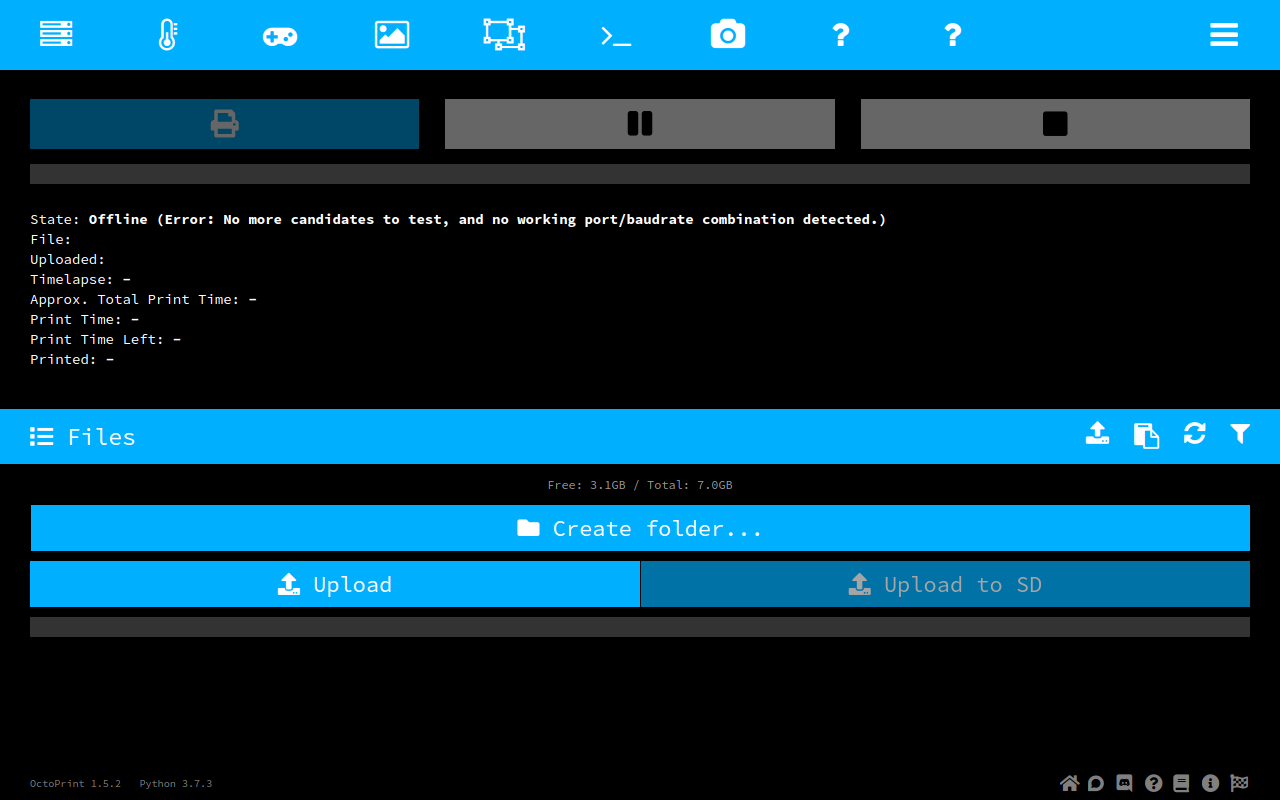 State: Offline (Error: No more candidates to test, and no working port/baudrate combination detected.)
File:
Uploaded:
Timelapse: -
Approx. Total Print Time: -
Print Time: -
Print Time Left: -
Printed: -
Files
Free: 3.1GB / Total: 7.0GB
Create folder...
Upload
Upload to SD
OctoPrint 1.5.2 Python 3.7.3